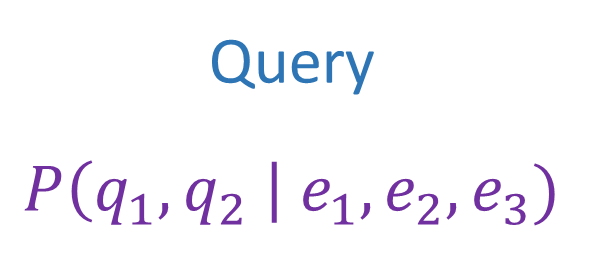 Query
𝑃(𝑞₁, 𝑞₂ | 𝑒₁, 𝑒₂, 𝑒₃)